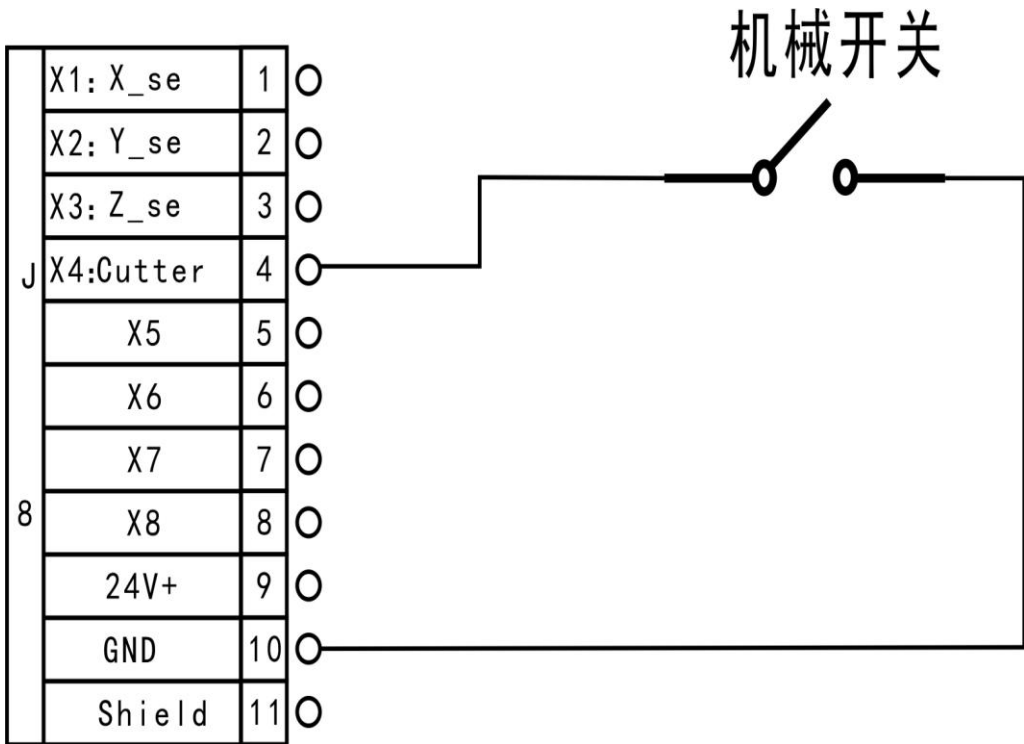 机械开关
J8
X1: X_se 1
X2: Y_se 2
X3: Z_se 3
X4:Cutter 4
X5 5
X6 6
X7 7
X8 8
24V+ 9
GND 10
Shield 11